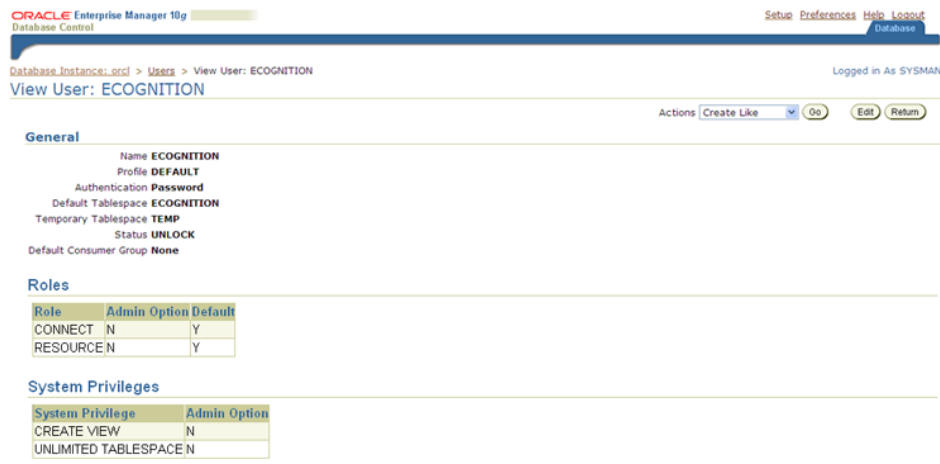 ORACLE Enterprise Manager 10g
Database Control
Setup Preferences Help Logout
Database
Database Instance: orcl > Users > View User: ECOGNITION
Logged in As SYSMAN
View User: ECOGNITION
Actions Create Like Go Edit Return
General
Name ECOGNITION
Profile DEFAULT
Authentication Password
Default Tablespace ECOGNITION
Temporary Tablespace TEMP
Status UNLOCK
Default Consumer Group None
Roles
Role Admin Option Default
CONNECT N Y
RESOURCE N Y
System Privileges
System Privilege Admin Option
CREATE VIEW N
UNLIMITED TABLESPACE N